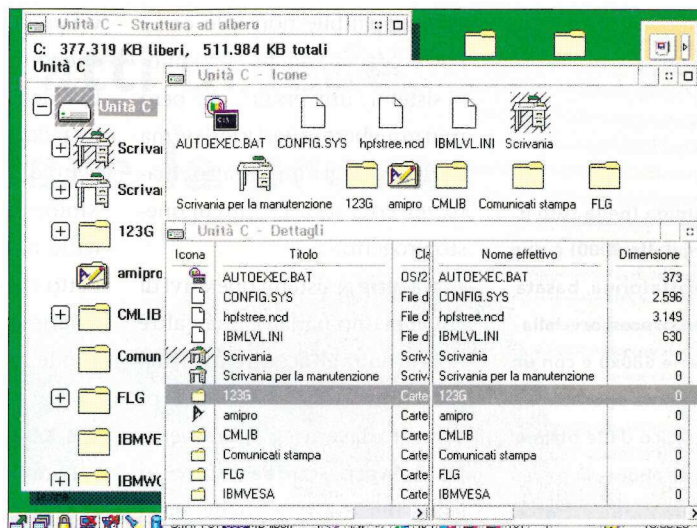 Unità C - Struttura ad albero
C: 377.319 KB liberi, 511.984 KB totali
Unità C
Unità C
Scriva
Scriva
123G
amipro
CMLIB
Comun
FLG
IBMVE
IBMWO
Unità C - Icone
AUTOEXEC.BAT CONFIG.SYS hpfstree.ncd IBMLVL.INI Scrivania
Scrivania per la manutenzione 123G amipro CMLIB Comunicati stampa FLG
Unità C - Dettagli
Icona Titolo Cla Nome effettivo Dimensione
AUTOEXEC.BAT OS/2 AUTOEXEC.BAT 373
CONFIG.SYS File d CONFIG.SYS 2.596
hpfstree.ncd File d hpfstree.ncd 3.149
IBMLVL.INI File d IBMLVL.INI 630
Scrivania Scriv Scrivania 0
Scrivania per la manutenzione Scriv Scrivania per la manutenzione 0
123G Carte 123G 0
amipro Carte amipro 0
CMLIB Carte CMLIB 0
Comunicati stampa Carte Comunicati stampa 0
FLG Carte FLG 0
IBMVESA Carte IBMVESA 0